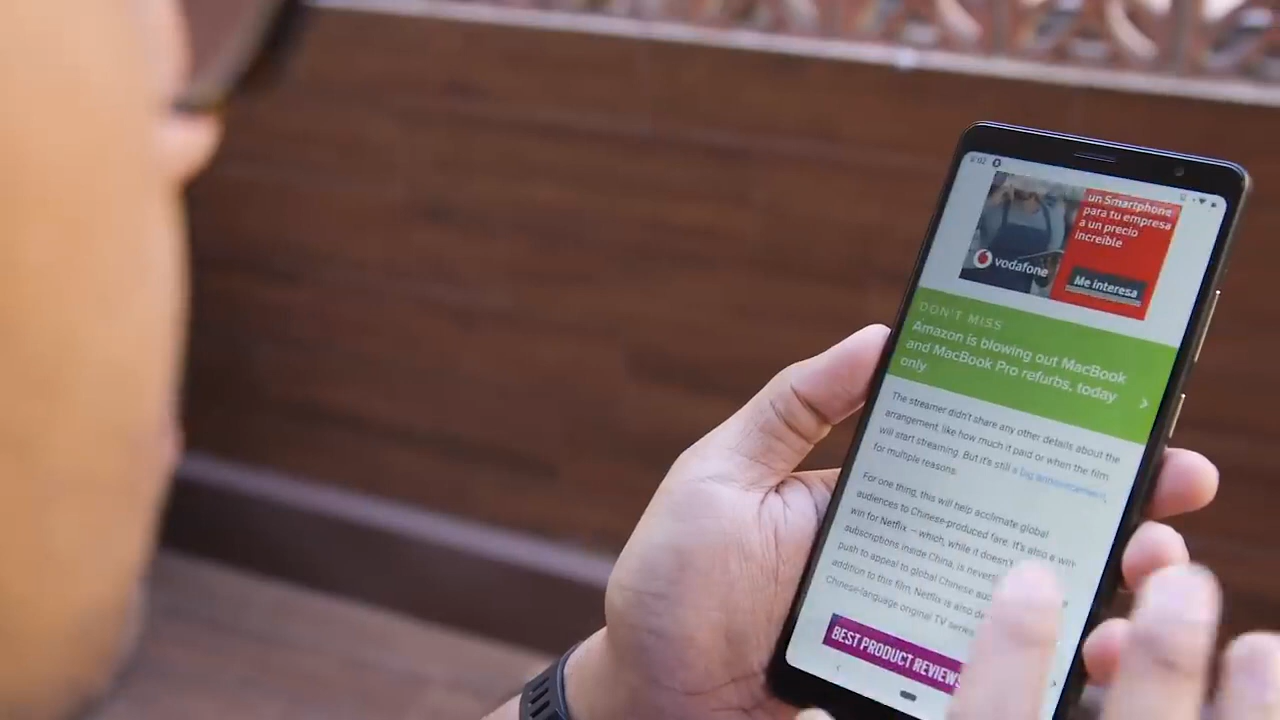 un Smartphone
para tu empresa
a un precio
increíble
vodafone
Me interesa
DON'T MISS
Amazon is blowing out MacBook
and MacBook Pro refurbs, today
only
The streamer didn't share any other details about the
arrangement, like how much it paid or when the film
will start streaming. But it's still a big announcement,
for multiple reasons.
For one thing, this will help acclimate global
audiences to Chinese-produced fare. It's also a win-
win for Netflix — which, while it doesn't
subscriptions inside China, is
push to appeal to global Chinese
addition to this film, Netflix is also
Chinese-language original TV series
BEST PRODUCT REVIEWS